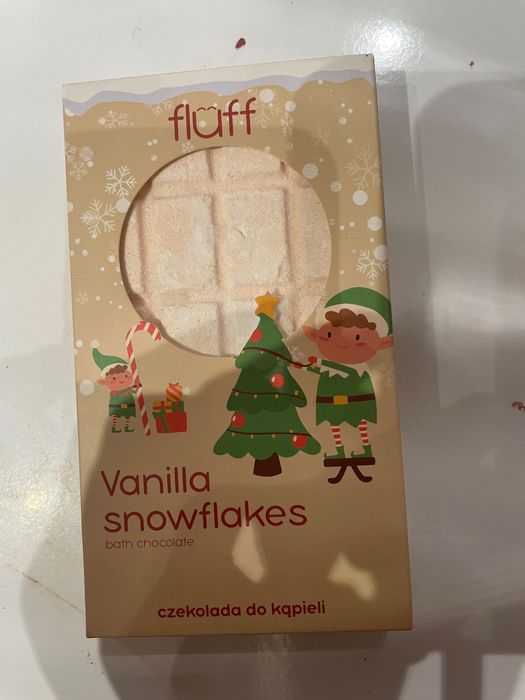 flüff
Vanilla
snowflakes
bath chocolate
czekolada do kąpieli